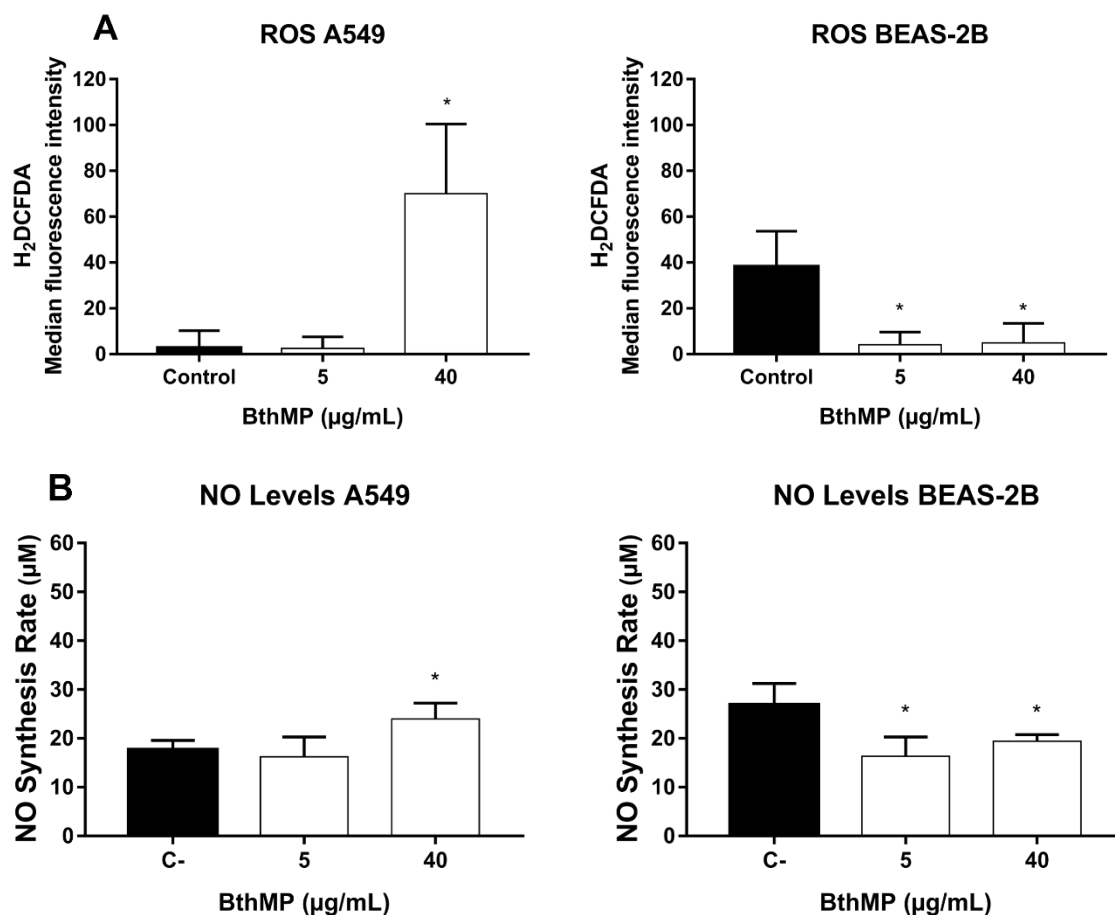 A
ROS A549
H₂DCFDA
Median fluorescence intensity
120
100
80
60
40
20
0
*
Control
5
40
BthMP (µg/mL)
ROS BEAS-2B
H₂DCFDA
Median fluorescence intensity
120
100
80
60
40
20
0
*
*
Control
5
40
BthMP (µg/mL)
B
NO Levels A549
NO Synthesis Rate (µM)
60
50
40
30
20
10
0
*
C-
5
40
BthMP (µg/mL)
NO Levels BEAS-2B
NO Synthesis Rate (µM)
60
50
40
30
20
10
0
*
*
C-
5
40
BthMP (µg/mL)